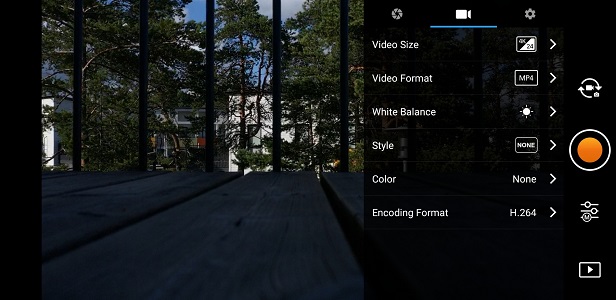 Video Size 4K 24
Video Format MP4
White Balance
Style NONE
Color None
Encoding Format H.264
M